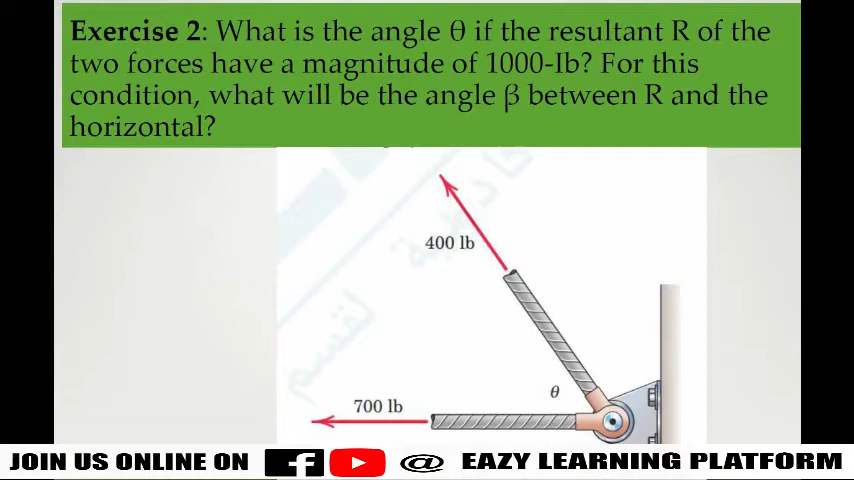 Exercise 2: What is the angle θ if the resultant R of the
two forces have a magnitude of 1000-Ib? For this
condition, what will be the angle β between R and the
horizontal?
400 lb
θ
700 lb
JOIN US ONLINE ON f @ EAZY LEARNING PLATFORM